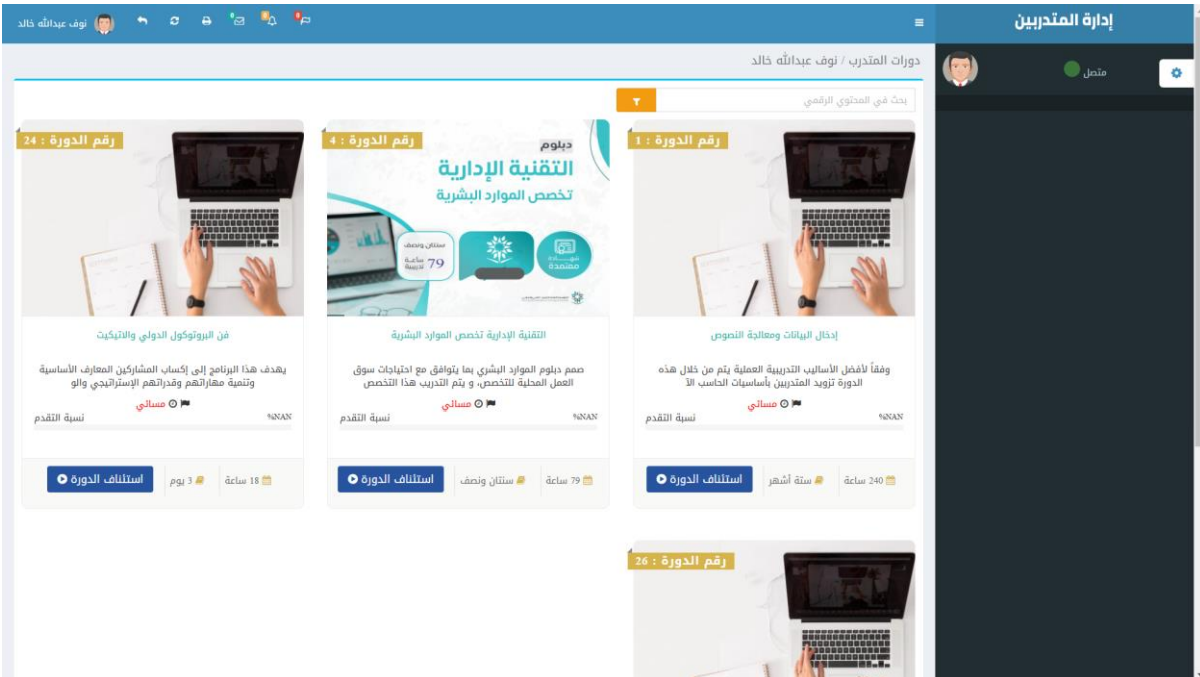 إدارة المتدربين
نوف عبدالله خالد
متصل
دورات المتدرب / نوف عبدالله خالد
بحث في المحتوي الرقمي
رقم الدورة : 1
إدخال البيانات ومعالجة النصوص
وفقاً لأفضل الأساليب التدريبية العملية يتم من خلال هذه
الدورة تزويد المتدربين بأساسيات الحاسب الآ
مسائي
نسبة التقدم
%NAN
240 ساعة
ستة أشهر
استئناف الدورة
رقم الدورة : 4
دبلوم
التقنية الإدارية
تخصص الموارد البشرية
شهادة
معتمدة
سنتان ونصف
79 ساعة
تدريبية
التقنية الإدارية تخصص الموارد البشرية
صمم دبلوم الموارد البشري بما يتوافق مع احتياجات سوق
العمل المحلية للتخصص، و يتم التدريب هذا التخصص
مسائي
نسبة التقدم
%NAN
79 ساعة
سنتان ونصف
استئناف الدورة
رقم الدورة : 24
فن البروتوكول الدولي والاتيكيت
يهدف هذا البرنامج إلى إكساب المشاركين المعارف الأساسية
وتنمية مهاراتهم وقدراتهم الإستراتيجي والو
مسائي
نسبة التقدم
%NAN
18 ساعة
3 يوم
استئناف الدورة
رقم الدورة : 26